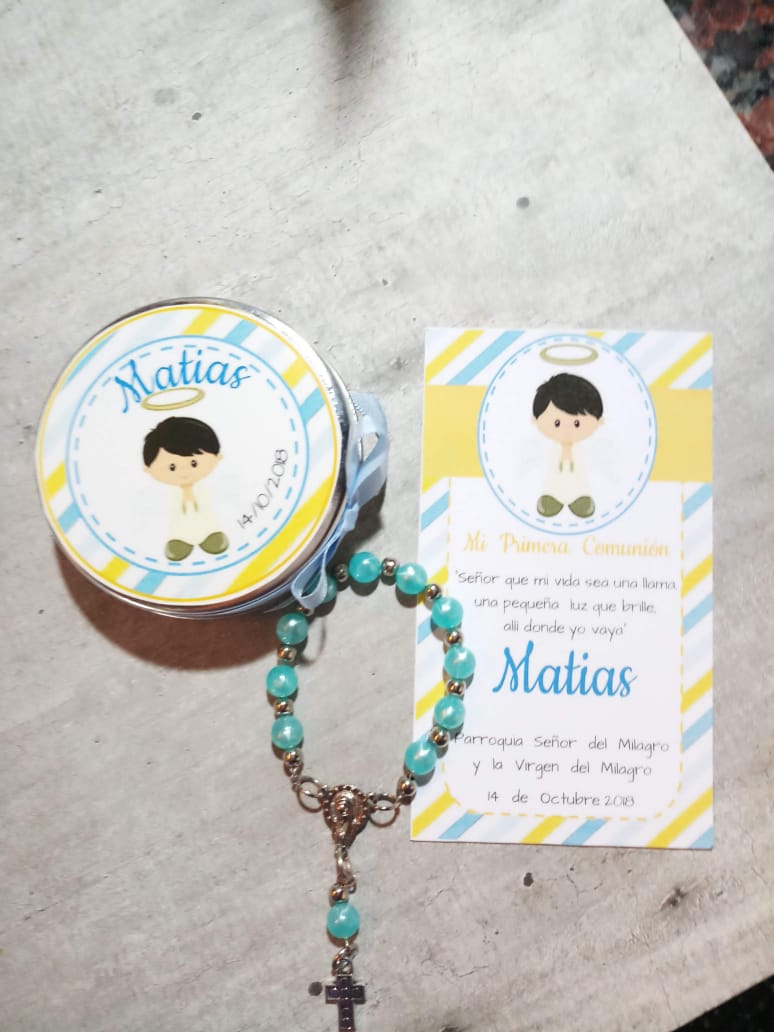 Matias
14/10/2018
Mi Primera Comunión
"Señor que mi vida sea una llama,
una pequeña luz que brille,
alli donde yo vaya"
Matias
Parroquia Señor del Milagro
y la Virgen del Milagro
14 de Octubre 2018